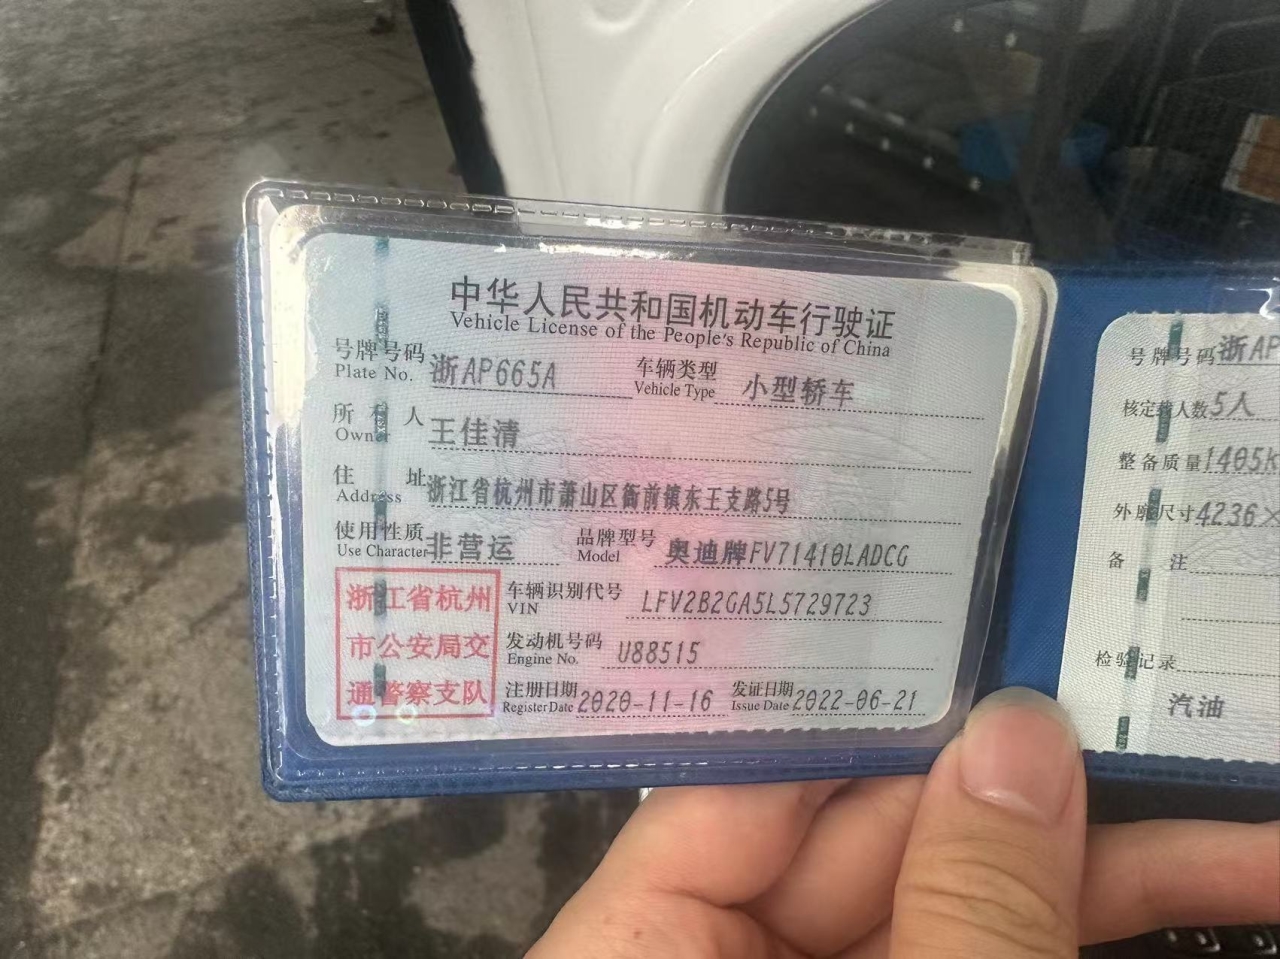 中华人民共和国机动车行驶证
Vehicle License of the People's Republic of China
号牌号码 浙AP665A 车辆类型 小型轿车
Plate No. Vehicle Type
所有人 王佳清
Owner
住址 浙江省杭州市萧山区衙前镇东王支路5号
Address
使用性质 非营运 品牌型号 奥迪牌FV71410LADCG
Use Character Model
浙江省杭州
市公安局交
通警察支队
车辆识别代号 LFV2B2GA5L5729723
VIN
发动机号码 U88515
Engine No.
注册日期 2020-11-16 发证日期 2022-06-21
Register Date Issue Date
号牌号码 浙AP
核定载人数 5人
整备质量 1405k
外廓尺寸 4236×
备注
检验记录
汽油